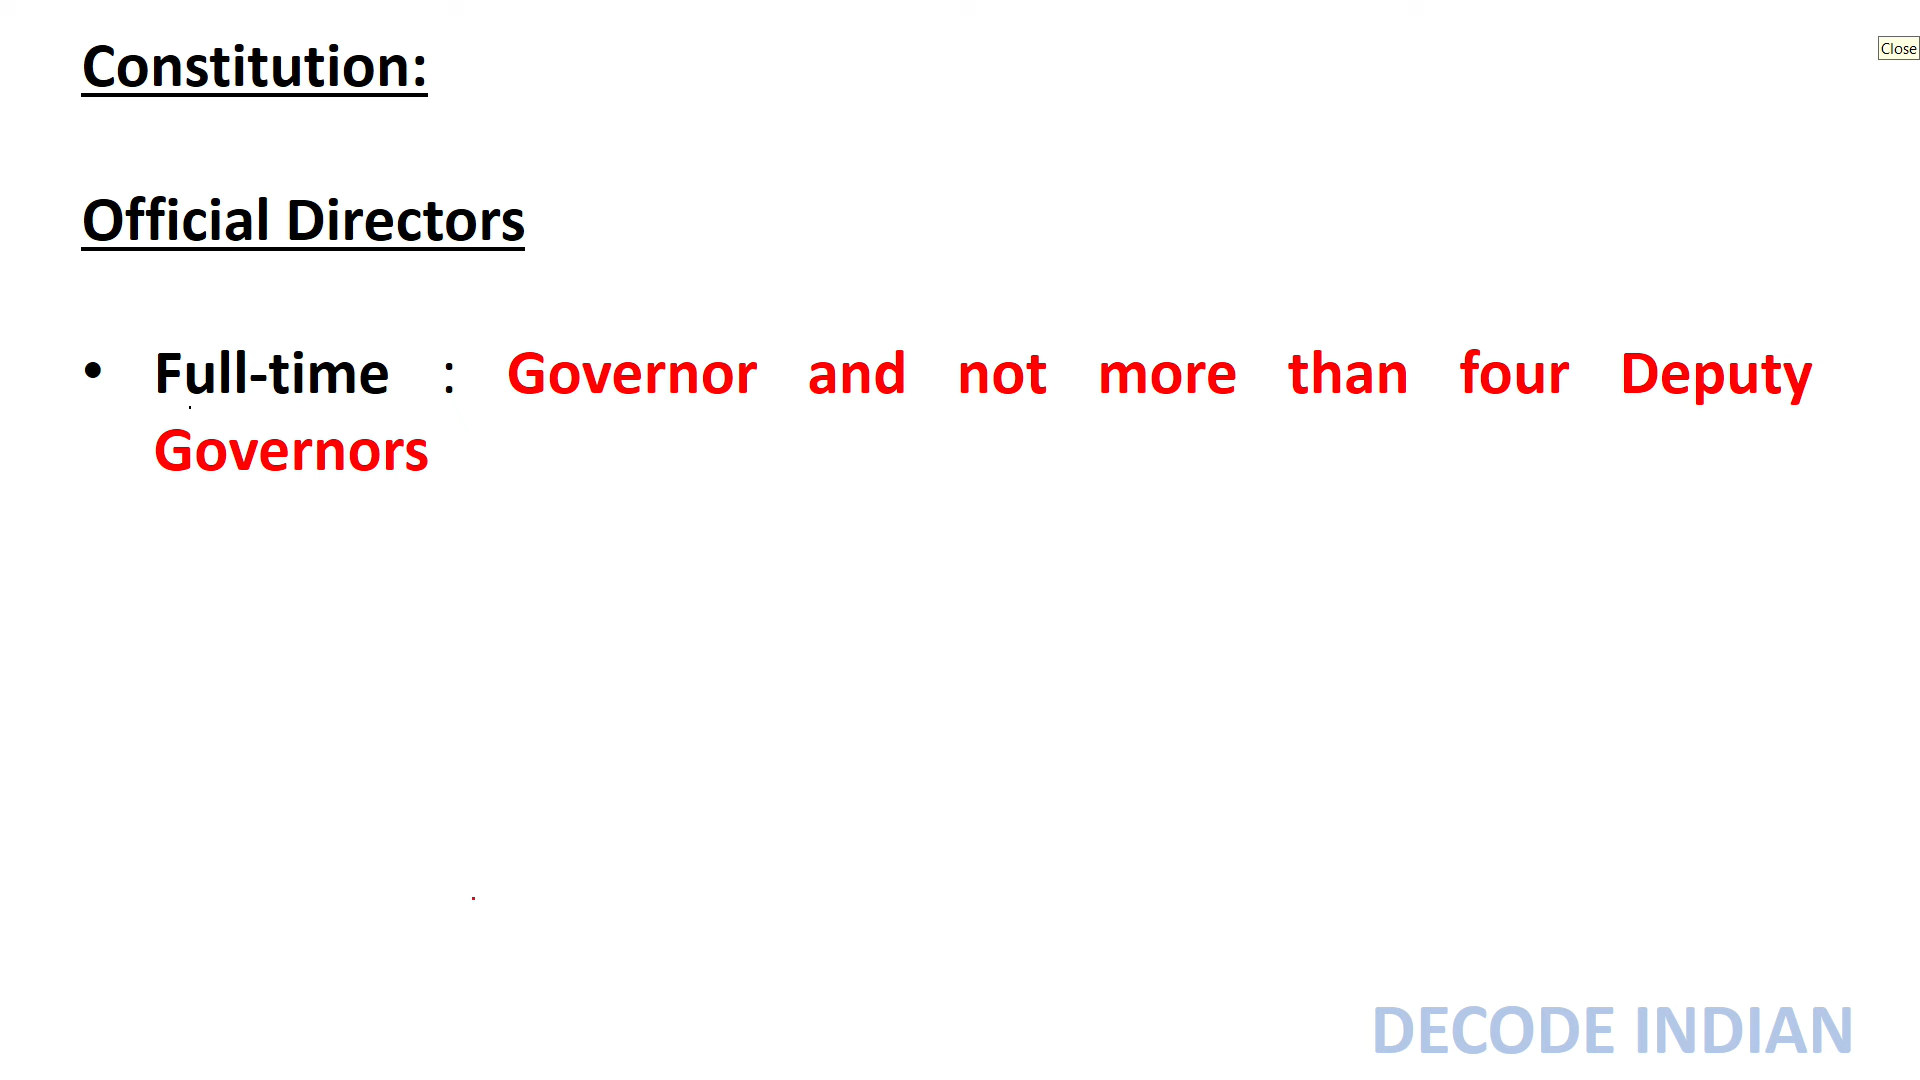 Constitution:
Close
Official Directors
• Full-time : Governor and not more than four Deputy
Governors
DECODE INDIAN